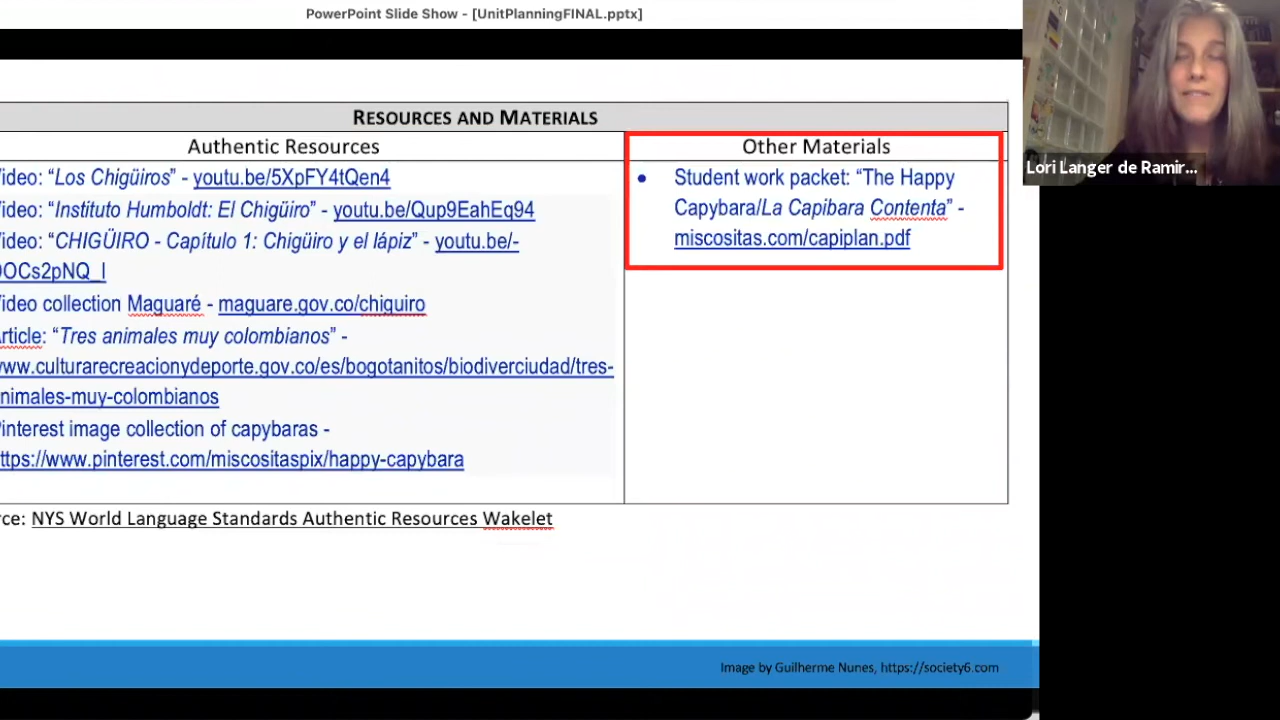 PowerPoint Slide Show - [UnitPlanningFINAL.pptx]
Lori Langer de Ramir...
RESOURCES AND MATERIALS
Authentic Resources
ideo: “Los Chigüiros” - youtu.be/5XpFY4tQen4
ideo: “Instituto Humboldt: El Chigüiro” - youtu.be/Qup9EahEq94
ideo: “CHIGÜIRO - Capítulo 1: Chigüiro y el lápiz” - youtu.be/-
OCs2pNQ_I
ideo collection Maguaré - maguare.gov.co/chiguiro
rticle: “Tres animales muy colombianos” -
www.culturarecreacionydeporte.gov.co/es/bogotanitos/biodiverciudad/tres-
nimales-muy-colombianos
interest image collection of capybaras -
ttps://www.pinterest.com/miscositaspix/happy-capybara
Other Materials
• Student work packet: “The Happy
Capybara/La Capibara Contenta” -
miscositas.com/capiplan.pdf
rce: NYS World Language Standards Authentic Resources Wakelet
Image by Guilherme Nunes, https://society6.com